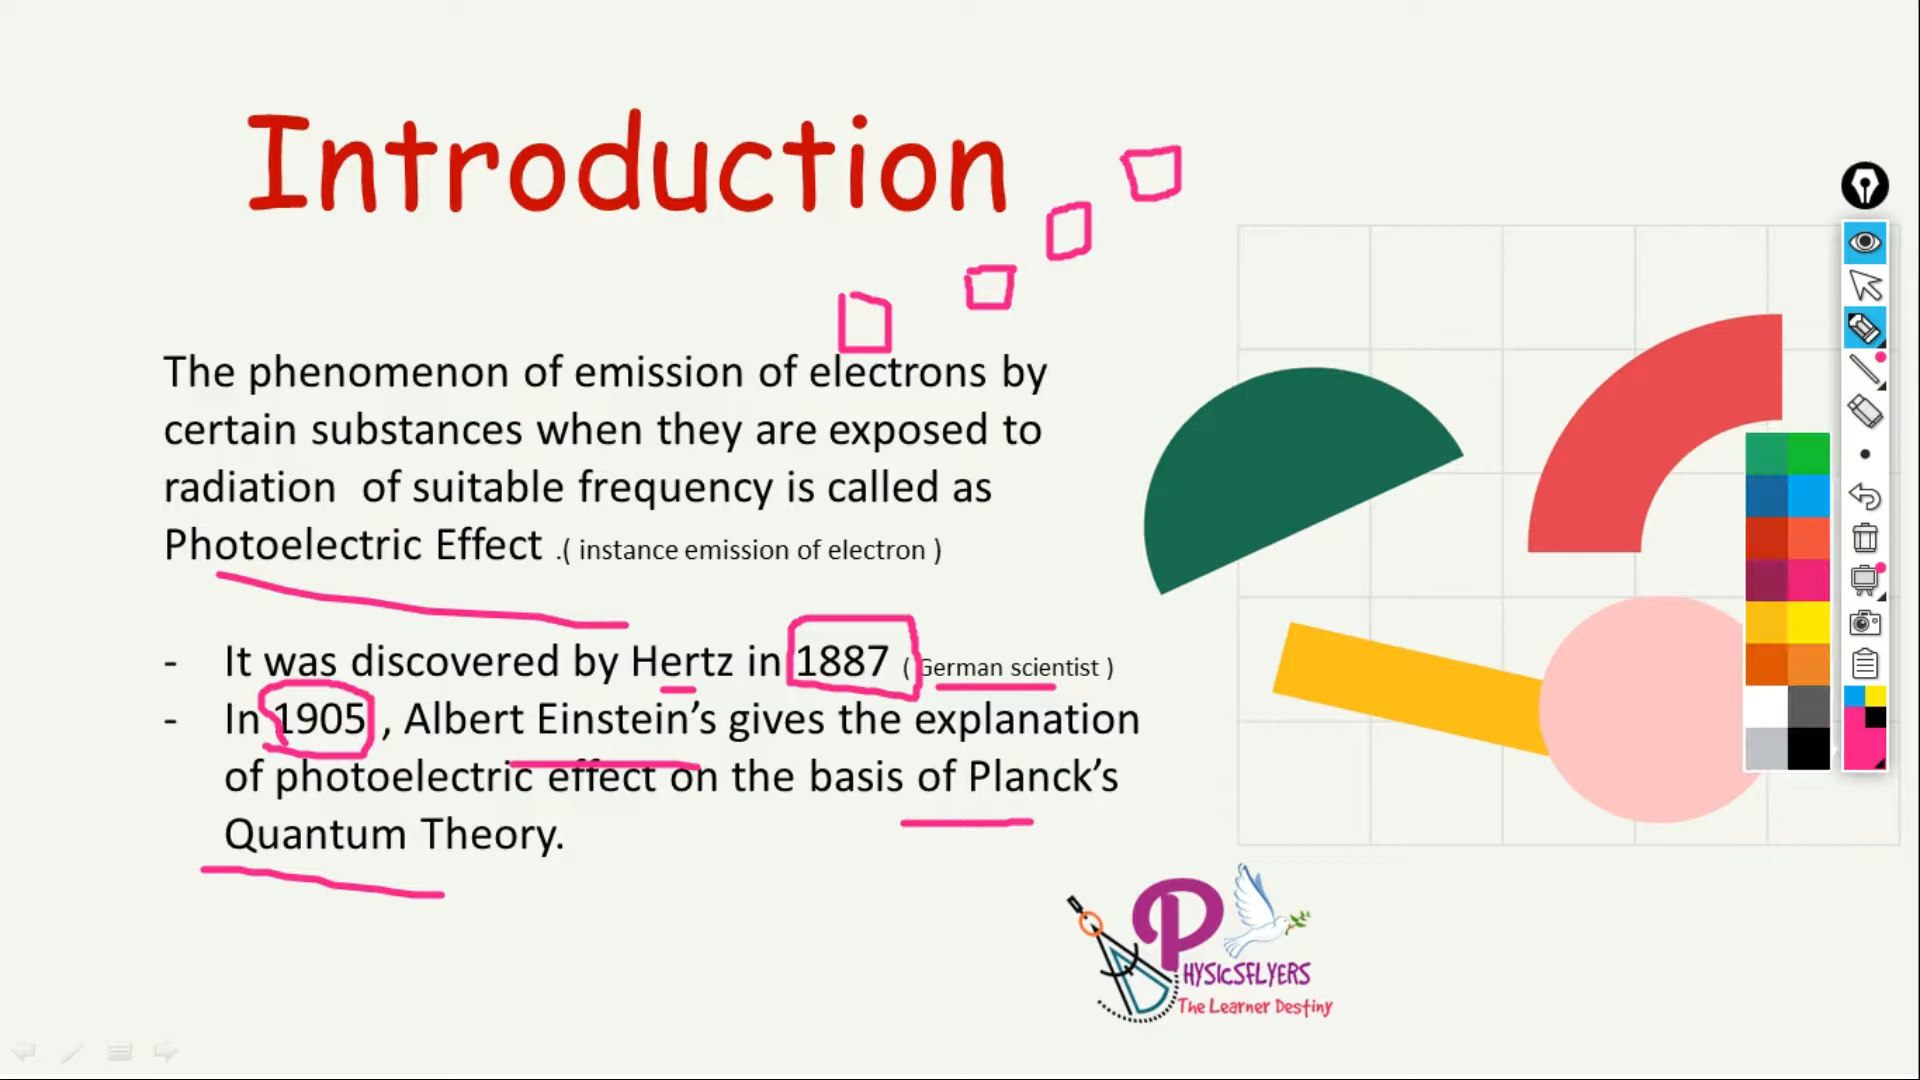 Introduction
The phenomenon of emission of electrons by
certain substances when they are exposed to
radiation of suitable frequency is called as
Photoelectric Effect .( instance emission of electron )
- It was discovered by Hertz in 1887 ( German scientist )
- In 1905 , Albert Einstein’s gives the explanation
of photoelectric effect on the basis of Planck’s
Quantum Theory.
PHYSICSFLYERS
The Learner Destiny